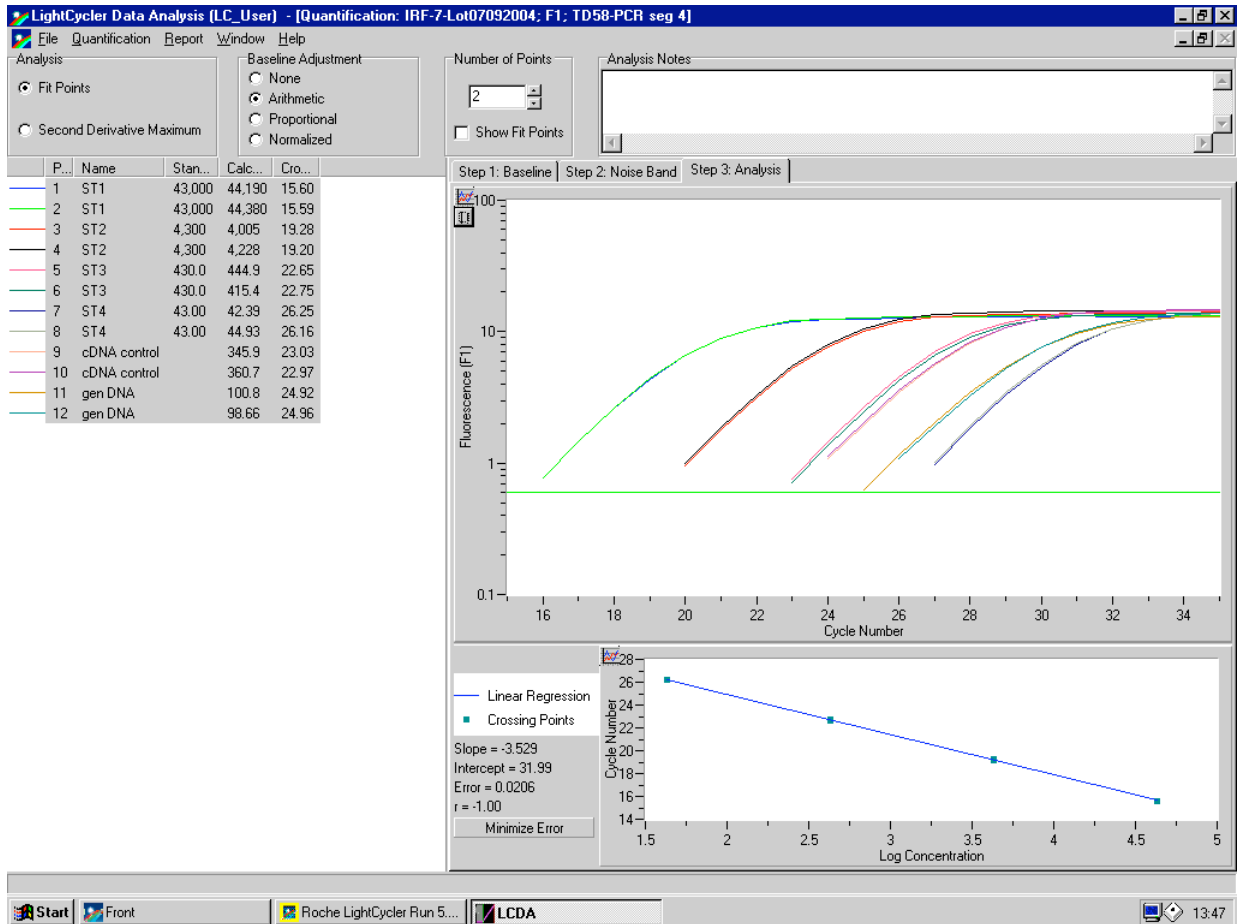 LightCycler Data Analysis (LC_User) - [Quantification: IRF-7-Lot07092004; F1; TD58-PCR seg 4]
File Quantification Report Window Help
Analysis
Fit Points
Second Derivative Maximum
Baseline Adjustment
None
Arithmetic
Proportional
Normalized
Number of Points
2
Show Fit Points
Analysis Notes
P... Name Stan... Calc... Cro...
1 ST1 43,000 44,190 15.60
2 ST1 43,000 44,380 15.59
3 ST2 4,300 4,005 19.28
4 ST2 4,300 4,228 19.20
5 ST3 430.0 444.9 22.65
6 ST3 430.0 415.4 22.75
7 ST4 43.00 42.39 26.25
8 ST4 43.00 44.93 26.16
9 cDNA control 345.9 23.03
10 cDNA control 360.7 22.97
11 gen DNA 100.8 24.92
12 gen DNA 98.66 24.96
Step 1: Baseline Step 2: Noise Band Step 3: Analysis
100
10
1
0.1
Fluorescence (F1)
16 18 20 22 24 26 28 30 32 34
Cycle Number
Linear Regression
Crossing Points
Slope = -3.529
Intercept = 31.99
Error = 0.0206
r = -1.00
Minimize Error
28
26
24
22
20
18
16
14
Cycle Number
1.5 2 2.5 3 3.5 4 4.5 5
Log Concentration
Start Front Roche LightCycler Run 5.... LCDA 13:47